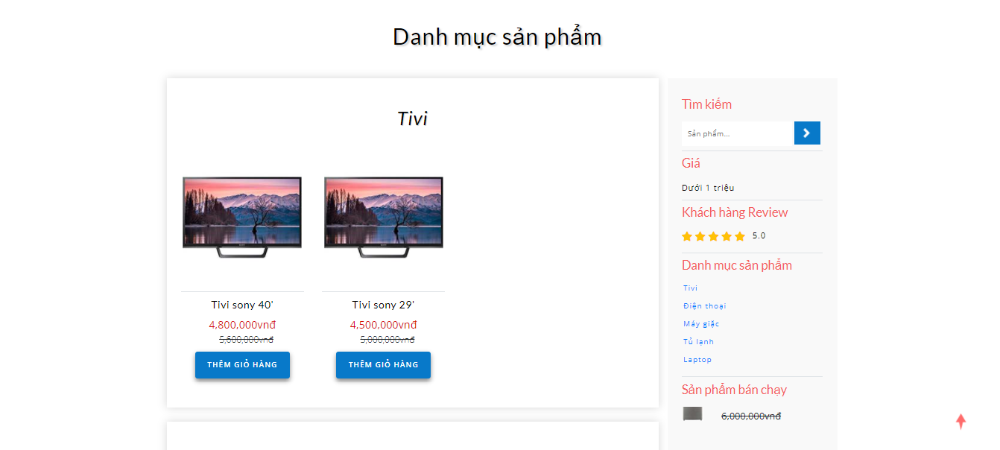 Danh mục sản phẩm
Tivi
Tivi sony 40'
4,800,000vnđ
5,600,000vnđ
THÊM GIỎ HÀNG
Tivi sony 29'
4,500,000vnđ
5,000,000vnđ
THÊM GIỎ HÀNG
Tìm kiếm
Sản phẩm...
Giá
Dưới 1 triệu
Khách hàng Review
5.0
Danh mục sản phẩm
Tivi
Điện thoại
Máy giặc
Tủ lạnh
Laptop
Sản phẩm bán chạy
6,000,000vnđ